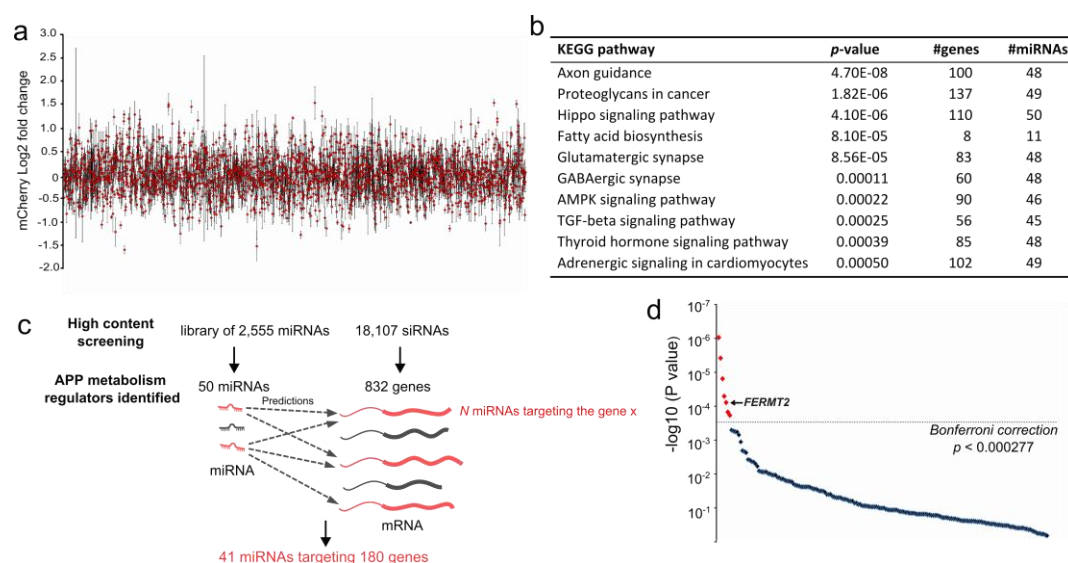 a
mCherry Log2 fold change
3.0
2.5
2.0
1.5
1.0
0.5
0
-0.5
-1.0
-1.5
-2.0
b
KEGG pathway p-value #genes #miRNAs
Axon guidance 4.70E-08 100 48
Proteoglycans in cancer 1.82E-06 137 49
Hippo signaling pathway 4.10E-06 110 50
Fatty acid biosynthesis 8.10E-05 8 11
Glutamatergic synapse 8.56E-05 83 48
GABAergic synapse 0.00011 60 48
AMPK signaling pathway 0.00022 90 46
TGF-beta signaling pathway 0.00025 56 45
Thyroid hormone signaling pathway 0.00039 85 48
Adrenergic signaling in cardiomyocytes 0.00050 102 49
c
High content
screening
library of 2,555 miRNAs 18,107 siRNAs
APP metabolism
regulators identified
50 miRNAs 832 genes
Predictions
N miRNAs targeting the gene x
miRNA
mRNA
41 miRNAs targeting 180 genes
d
-log10 (P value)
10-7
10-6
10-5
10-4
10-3
10-2
10-1
FERMT2
Bonferroni correction
p < 0.000277